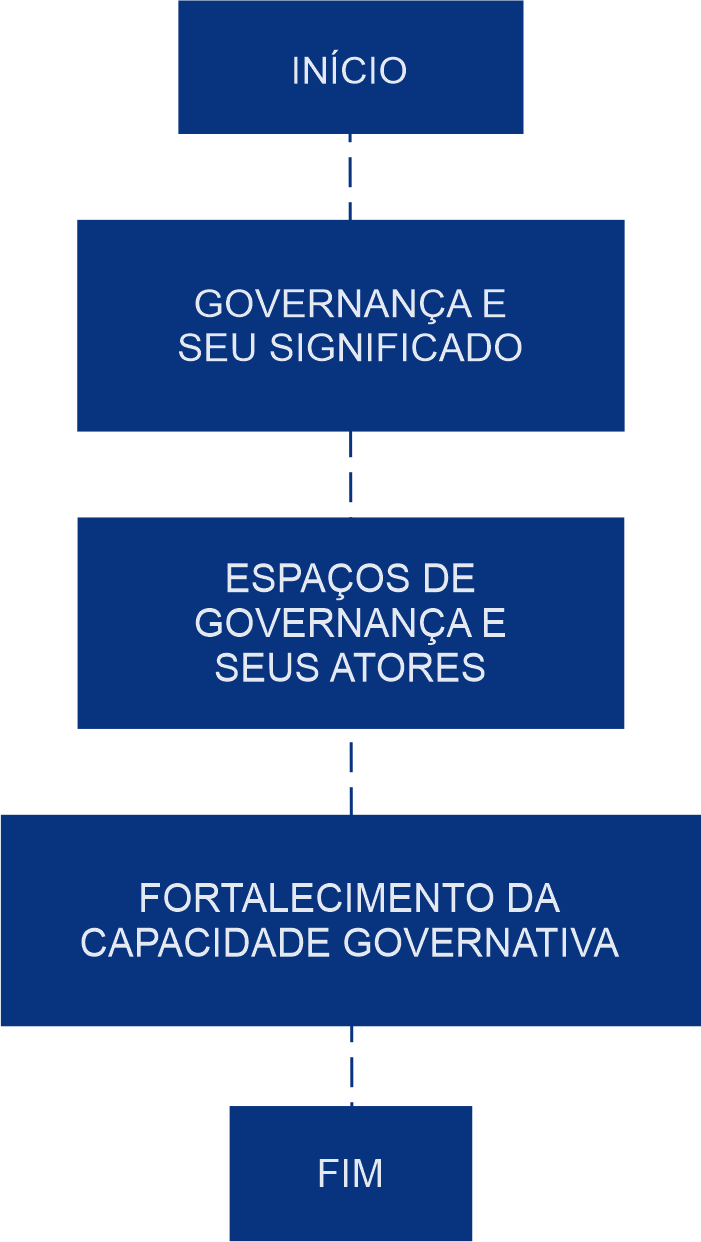 INÍCIO
GOVERNANÇA E
SEU SIGNIFICADO
ESPAÇOS DE
GOVERNANÇA E
SEUS ATORES
FORTALECIMENTO DA
CAPACIDADE GOVERNATIVA
FIM